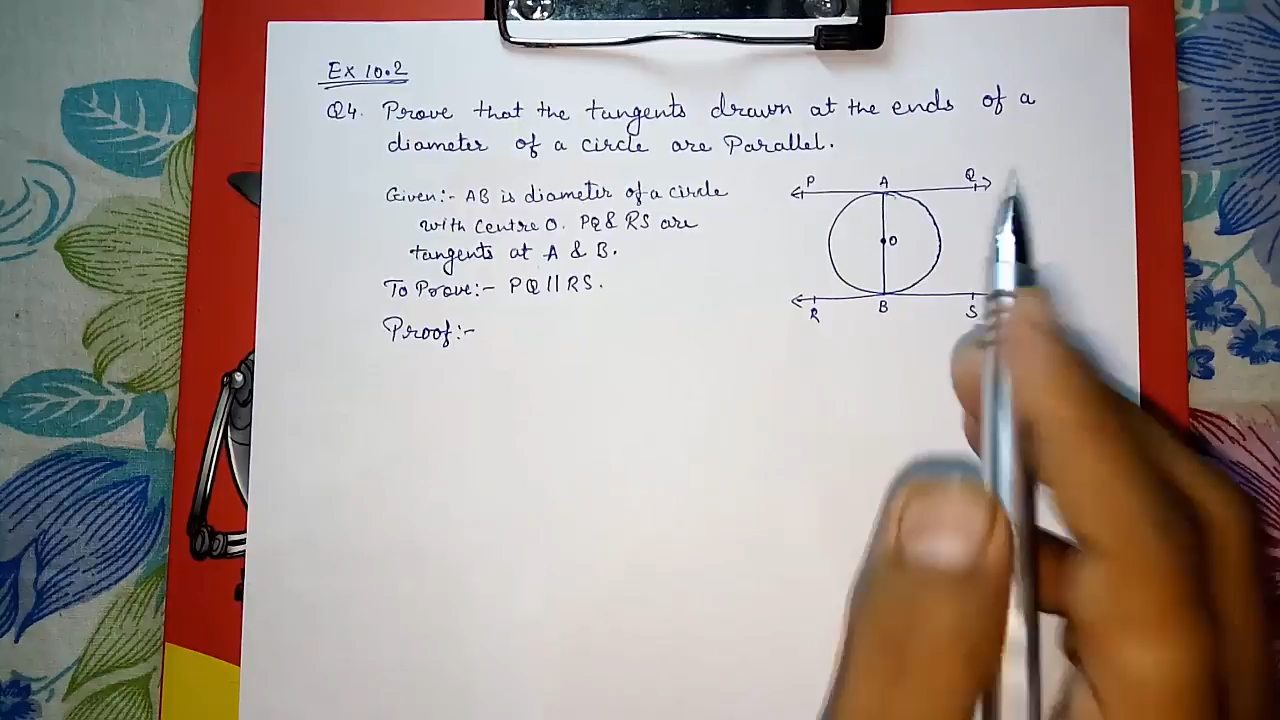 Ex 10.2
Q4. Prove that the tangents drawn at the ends of a
diameter of a circle are Parallel.
Given:- AB is diameter of a circle
with Centre O. PQ & RS are
tangents at A & B.
To Prove:- PQ || RS.
Proof:-
P A Q
O
R B S